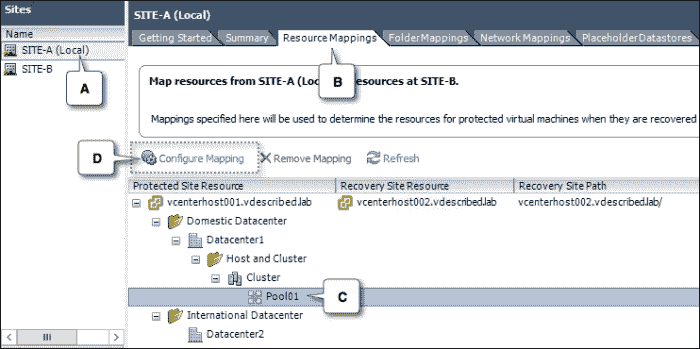 Sites
Name
SITE-A (Local)
SITE-B
A
SITE-A (Local)
Getting Started
Summary
Resource Mappings
FolderMappings
Network Mappings
PlaceholderDatastores
B
Map resources from SITE-A (Loc esources at SITE-B.
Mappings specified here will be used to determine the resources for protected virtual machines when they are recovered
D
Configure Mapping
Remove Mapping
Refresh
Protected Site Resource Recovery Site Resource Recovery Site Path
vcenterhost001.vdescribed.lab vcenterhost002.vdescribed.lab vcenterhost002.vdescribed.lab/
Domestic Datacenter
Datacenter1
Host and Cluster
Cluster
Pool01
C
International Datacenter
Datacenter2